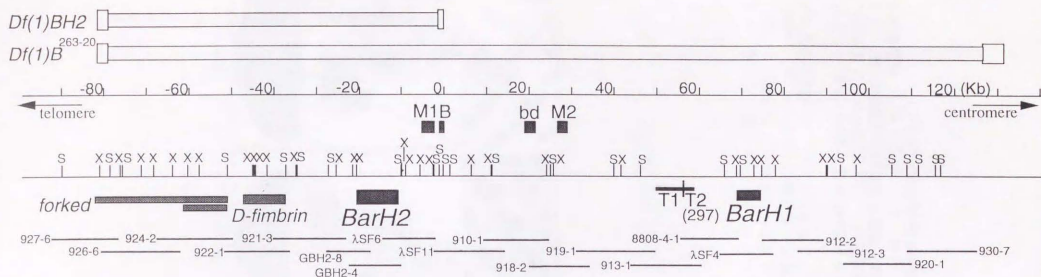 Df(1)BH2
Df(1)B263-20
-80 -60 -40 -20 0 20 40 60 80 100 120 (Kb)
telomere centromere
M1 B bd M2
S X S X S X X X X X S X X S X S S X X S X X X X S X S S X S X S X S S X S S X S X X X X X S S S S S
forked D-fimbrin BarH2 T1 T2 (297) BarH1
927-6 924-2 921-3 λSF6 910-1 8808-4-1 912-2
926-6 922-1 GBH2-8 λSF11 919-1 λSF4 912-3 930-7
GBH2-4 918-2 913-1 920-1